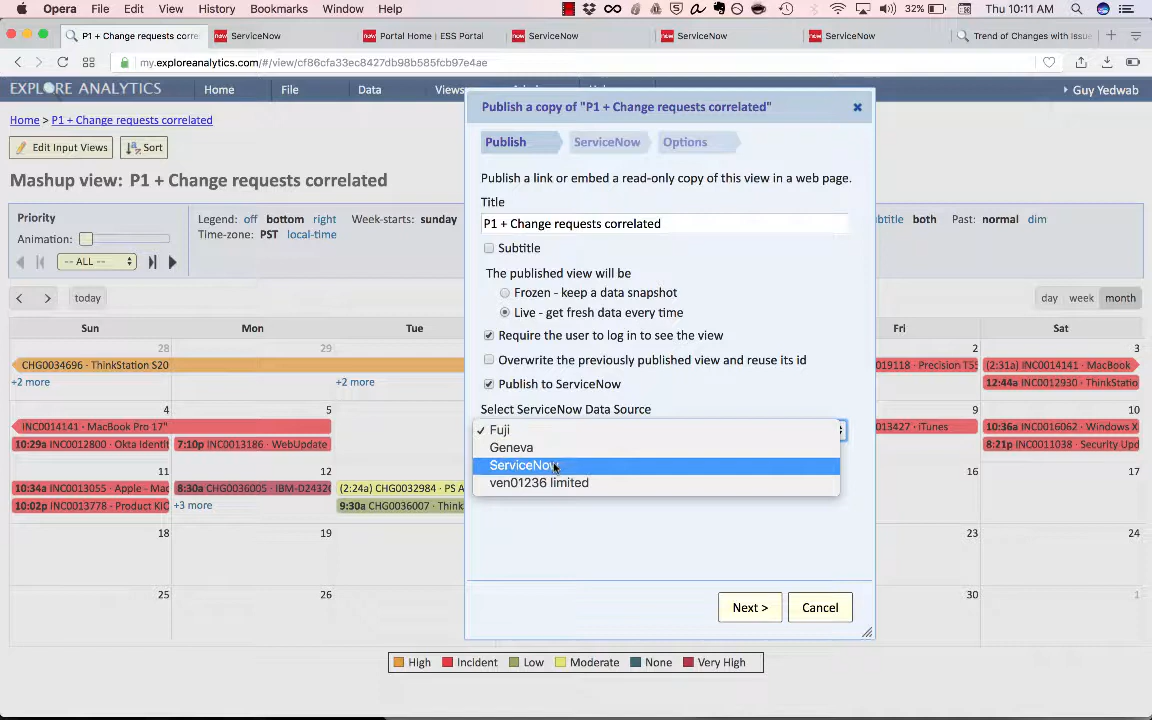 Opera File Edit View History Bookmarks Window Help 32% Thu 10:11 AM
P1 + Change requests corre ServiceNow Portal Home | ESS Portal ServiceNow ServiceNow ServiceNow Trend of Changes with Issue
my.exploreanalytics.com/#/view/cf86cfa33ec8427db98b585fcb97e4ae
EXPLORE ANALYTICS Home File Data Views Guy Yedwab
Home > P1 + Change requests correlated
Edit Input Views Sort
Mashup view: P1 + Change requests correlated
Priority
Animation:
-- ALL --
Legend: off bottom right Week-starts: sunday
Time-zone: PST local-time
subtitle both Past: normal dim
today
day week month
Sun Mon Tue Fri Sat
28 29 2 3
CHG0034696 · ThinkStation S20
+2 more +2 more
019118 · Precision T55
(2:31a) INC0014141 · MacBook
12:44a INC0012930 · ThinkStatio
4 5 9 10
INC0014141 · MacBook Pro 17"
10:29a INC0012800 · Okta Identit
7:10p INC0013186 · WebUpdate
013427 · iTunes
10:36a INC0016062 · Windows X
8:21p INC0011038 · Security Upd
11 12 16 17
10:34a INC0013055 · Apple - Mac
8:30a CHG0036005 · IBM-02432
(2:24a) CHG0032984 · PS A
10:02p INC0013778 · Product KIC
+3 more
9:30a CHG0036007 · Think
18 19 23 24
25 26 30 1
High Incident Low Moderate None Very High
Publish a copy of "P1 + Change requests correlated"
Publish ServiceNow Options
Publish a link or embed a read-only copy of this view in a web page.
Title
P1 + Change requests correlated
Subtitle
The published view will be
Frozen - keep a data snapshot
Live - get fresh data every time
Require the user to log in to see the view
Overwrite the previously published view and reuse its id
Publish to ServiceNow
Select ServiceNow Data Source
Fuji
Geneva
ServiceNow
ven01236 limited
Next > Cancel